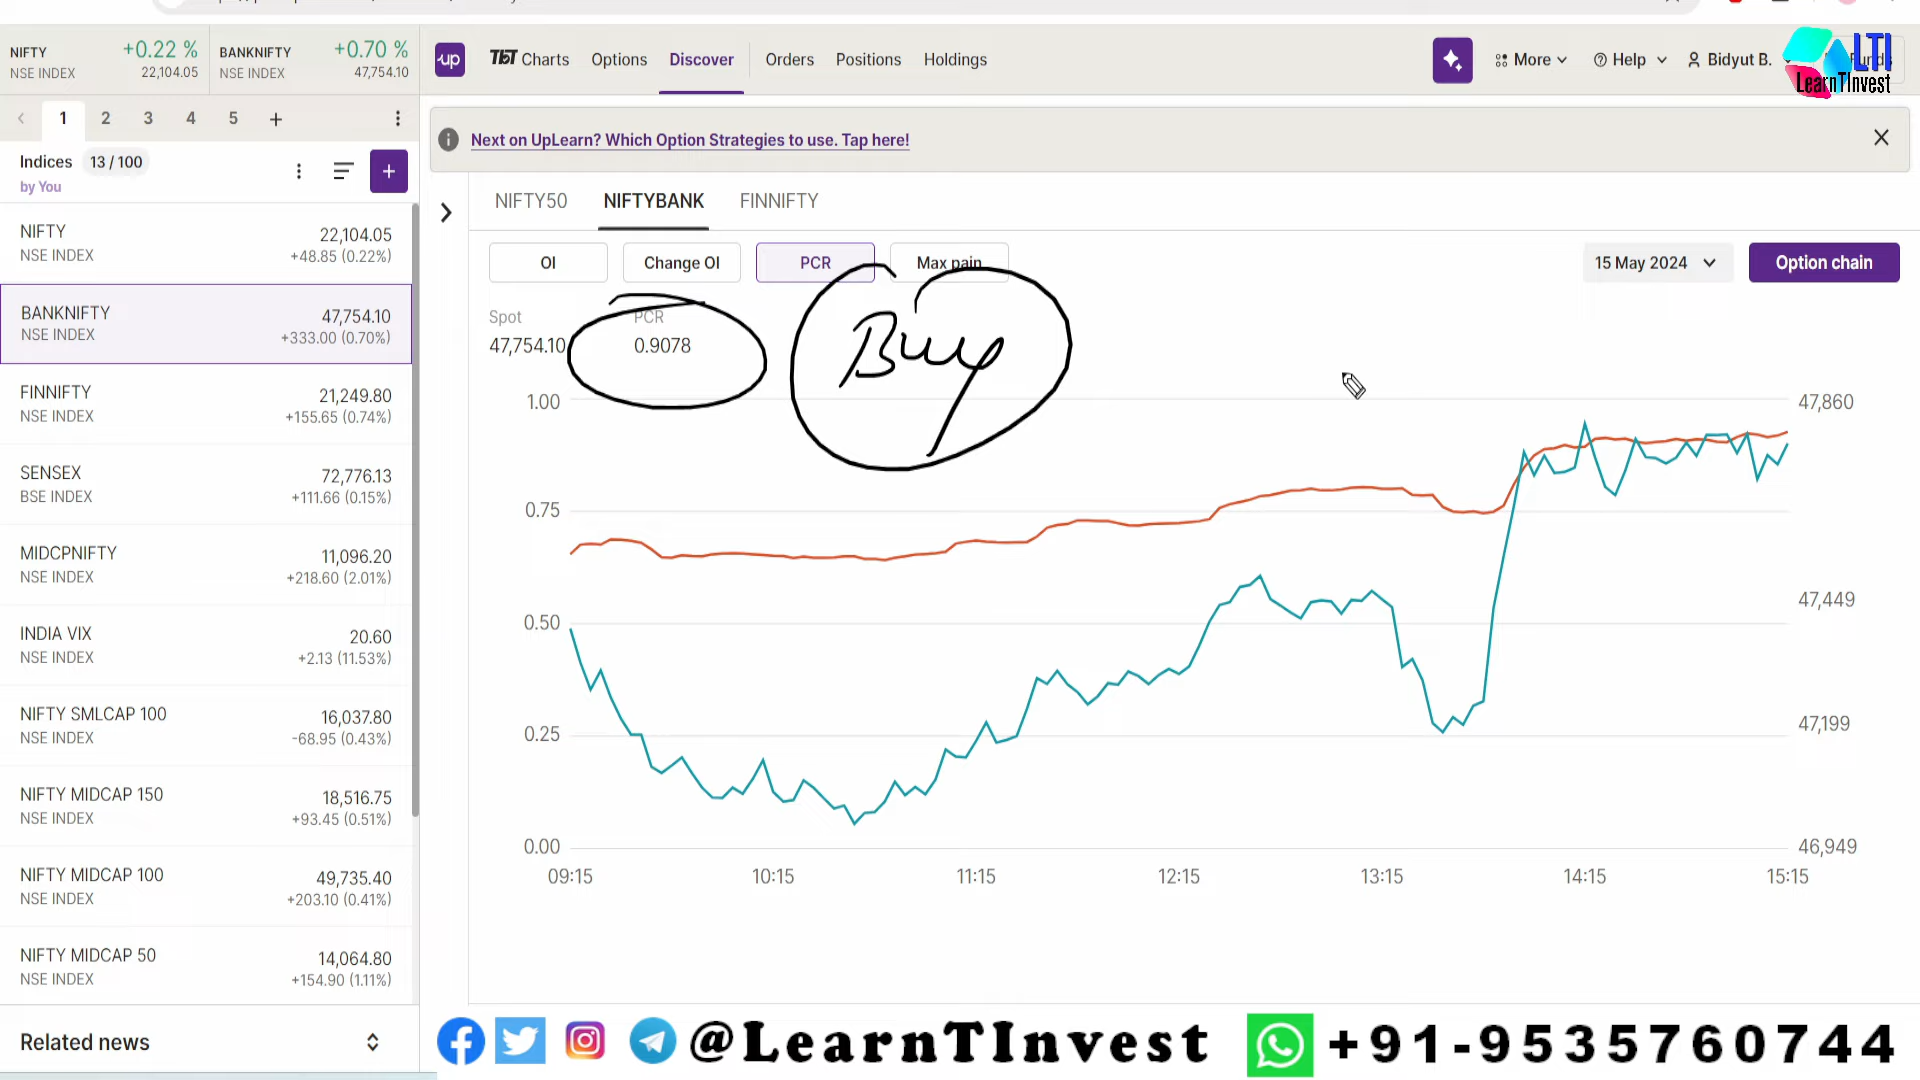 NIFTY +0.22 % BANKNIFTY +0.70 %
NSE INDEX 22,104.05 NSE INDEX 47,754.10
up TBT Charts Options Discover Orders Positions Holdings More Help Bidyut B.
LTI
LearnTInvest
1 2 3 4 5 +
Next on UpLearn? Which Option Strategies to use. Tap here!
Indices 13 / 100
by You
NIFTY 22,104.05
NSE INDEX +48.85 (0.22%)
BANKNIFTY 47,754.10
NSE INDEX +333.00 (0.70%)
FINNIFTY 21,249.80
NSE INDEX +155.65 (0.74%)
SENSEX 72,776.13
BSE INDEX +111.66 (0.15%)
MIDCPNIFTY 11,096.20
NSE INDEX +218.60 (2.01%)
INDIA VIX 20.60
NSE INDEX +2.13 (11.53%)
NIFTY SMLCAP 100 16,037.80
NSE INDEX -68.95 (0.43%)
NIFTY MIDCAP 150 18,516.75
NSE INDEX +93.45 (0.51%)
NIFTY MIDCAP 100 49,735.40
NSE INDEX +203.10 (0.41%)
NIFTY MIDCAP 50 14,064.80
NSE INDEX +154.90 (1.11%)
Related news
NIFTY50 NIFTYBANK FINNIFTY
OI Change OI PCR Max pain 15 May 2024 Option chain
Spot PCR
47,754.10 0.9078
Buy
1.00 47,860
0.75
0.50 47,449
0.25 47,199
0.00 46,949
09:15 10:15 11:15 12:15 13:15 14:15 15:15
@LearnTInvest +91-9535760744